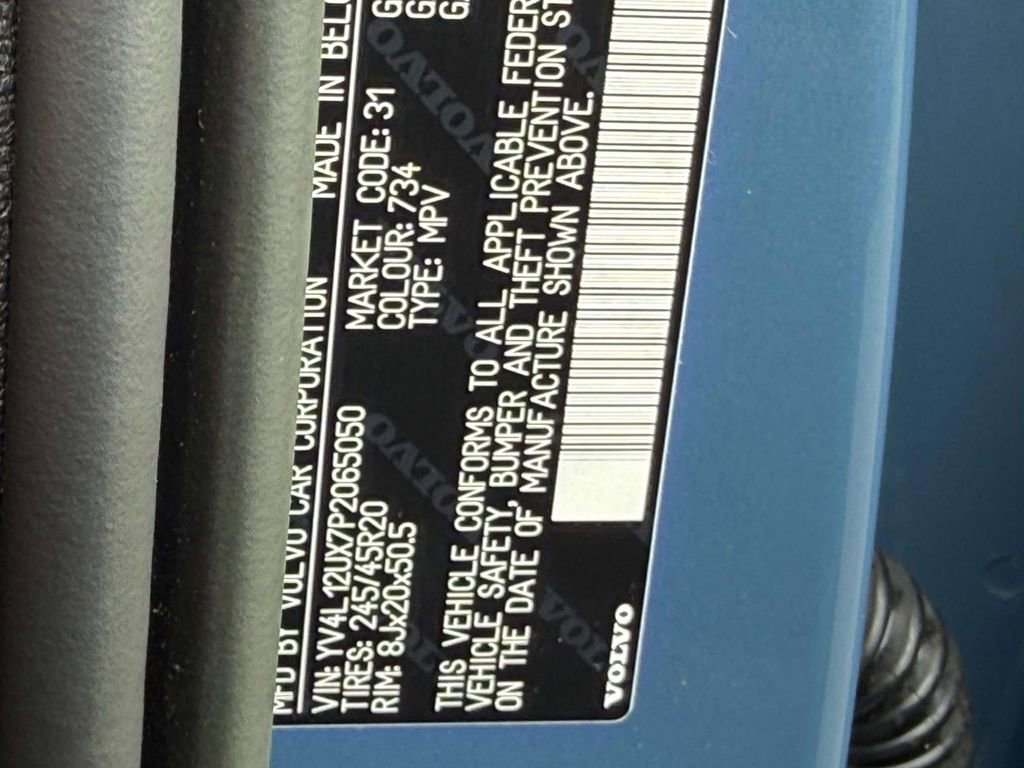 MFD BY VOLVO CAR CORPORATION MADE IN BELG
VIN: YV4L12UX7P2065050
TIRES: 245/45R20 MARKET CODE: 31
RIM: 8Jx20x50.5 COLOUR: 734
TYPE: MPV
THIS VEHICLE CONFORMS TO ALL APPLICABLE FEDER
VEHICLE SAFETY, BUMPER AND THEFT PREVENTION ST
ON THE DATE OF MANUFACTURE SHOWN ABOVE.
VOLVO